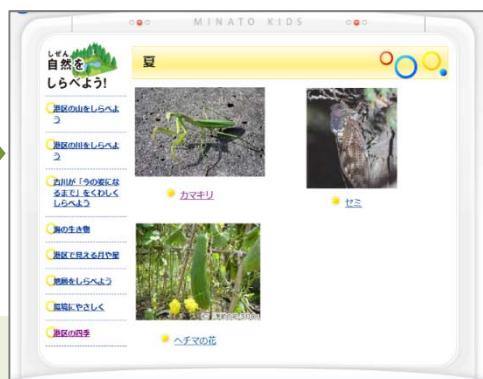 MINATO KIDS
しぜん
自然を
しらべよう!
港区の山をしらべよ
う
港区の川をしらべよ
う
古川が「今の姿にな
るまで」をくわしく
しらべよう
海の生き物
港区で見える月や星
地層をしらべよう
環境にやさしく
港区の四季
夏
カマキリ
セミ
ヘチマの花